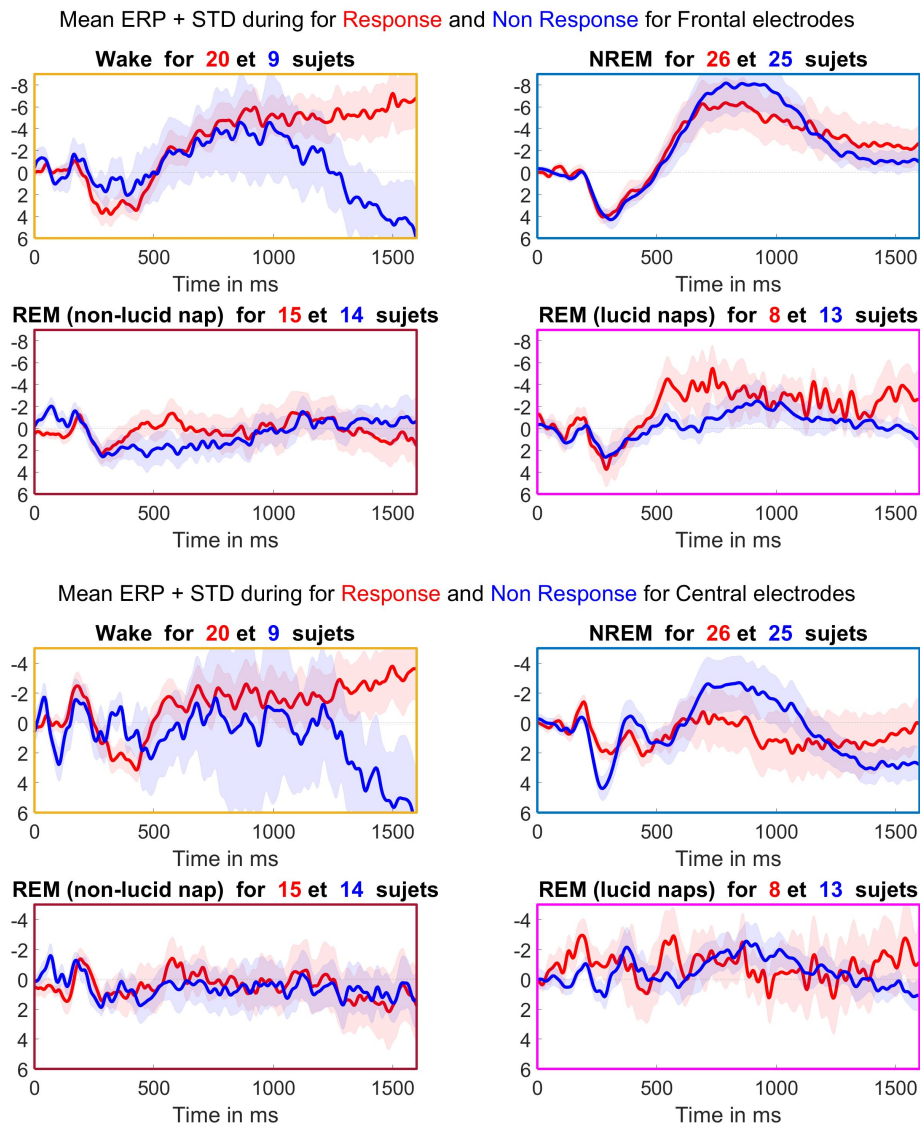 Mean ERP + STD during for Response and Non Response for Frontal electrodes
Wake for 20 et 9 sujets
-8
-6
-4
-2
0
2
4
6
0 500 1000 1500
Time in ms
NREM for 26 et 25 sujets
-8
-6
-4
-2
0
2
4
6
0 500 1000 1500
Time in ms
REM (non-lucid nap) for 15 et 14 sujets
-8
-6
-4
-2
0
2
4
6
0 500 1000 1500
Time in ms
REM (lucid naps) for 8 et 13 sujets
-8
-6
-4
-2
0
2
4
6
0 500 1000 1500
Time in ms
Mean ERP + STD during for Response and Non Response for Central electrodes
Wake for 20 et 9 sujets
-4
-2
0
2
4
6
0 500 1000 1500
Time in ms
NREM for 26 et 25 sujets
-4
-2
0
2
4
6
0 500 1000 1500
Time in ms
REM (non-lucid nap) for 15 et 14 sujets
-4
-2
0
2
4
6
0 500 1000 1500
Time in ms
REM (lucid naps) for 8 et 13 sujets
-4
-2
0
2
4
6
0 500 1000 1500
Time in ms